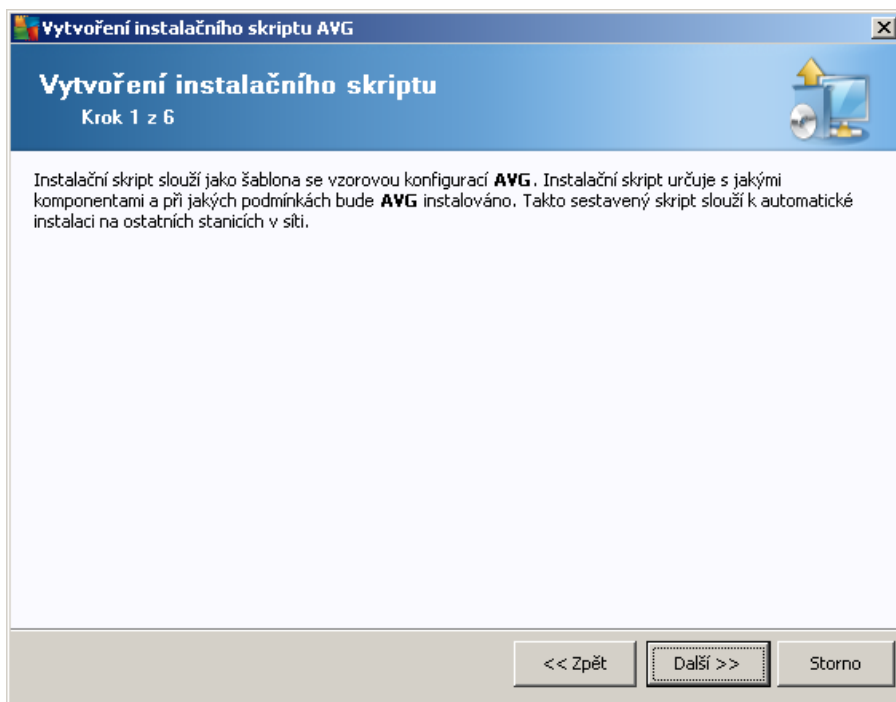 Vytvoření instalačního skriptu AVG
Vytvoření instalačního skriptu
Krok 1 z 6
Instalační skript slouží jako šablona se vzorovou konfigurací AVG. Instalační skript určuje s jakými
komponentami a při jakých podmínkách bude AVG instalováno. Takto sestavený skript slouží k automatické
instalaci na ostatních stanicích v síti.
<< Zpět
Další >>
Storno